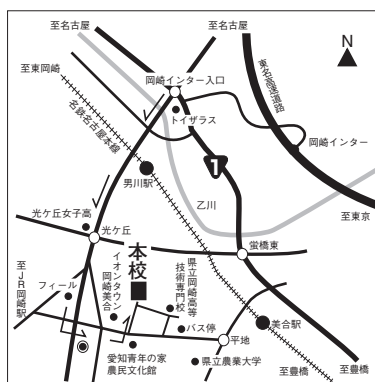 至名古屋
至名古屋
N
至東岡崎
岡崎インター入口
東名高速道路
トイザラス
名鉄名古屋本線
岡崎インター
1
男川駅
乙川
光ケ丘女子高
至東京
光ケ丘
蛍橋東
本校
至JR岡崎駅
フィール
イオンタウン
岡崎美合
県立岡崎高等
技術専門校
バス停
美合駅
平地
愛知青年の家
農民文化館
県立農業大学
至豊橋
至豊橋